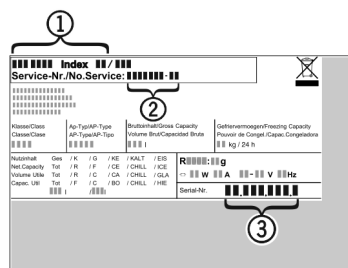 1
Index /
Service-Nr./No.Service: -
2
Klasse/Class Ap-Typ/AP-Type Bruttoinhalt/Gross Capacity Gefriervermoegen/Freezing Capacity
Classe/Clase AP-Type/AP-Tipo Volume Brut/Capacidad Bruta Pouvoir de Congel./Capac.Congeladora
l kg / 24 h
Nutzinhalt Ges / K / G / KE / KALT / EIS
Net.Capacity Tot / R / F / C / CHILL / ICE
Volume Utile Tot / R / C / CA / CHILL / GLA
Capac. Util Tot / F / C / BO / CHILL / HIE
l / l
R : g
W A - V Hz
Serial-Nr. . . .
3